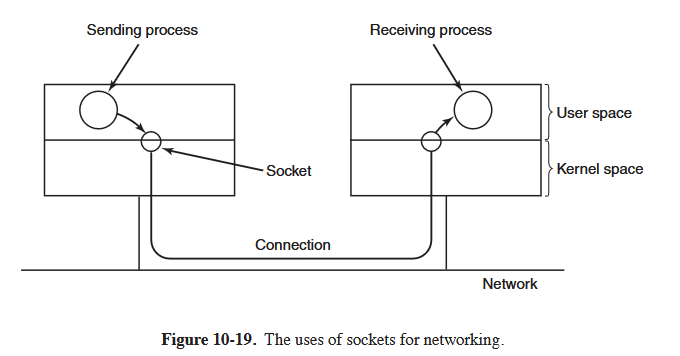 Sending process
Receiving process
User space
Socket
Kernel space
Connection
Network
Figure 10-19. The uses of sockets for networking.